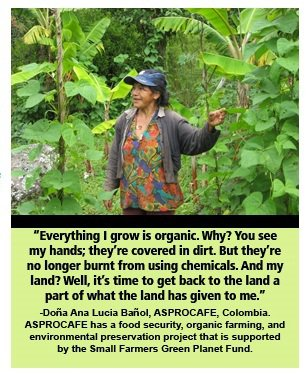 “Everything I grow is organic. Why? You see
my hands; they’re covered in dirt. But they’re
no longer burnt from using chemicals. And my
land? Well, it’s time to get back to the land a
part of what the land has given to me.”
-Doña Ana Lucia Bañol, ASPROCAFE, Colombia.
ASPROCAFE has a food security, organic farming, and
environmental preservation project that is supported
by the Small Farmers Green Planet Fund.